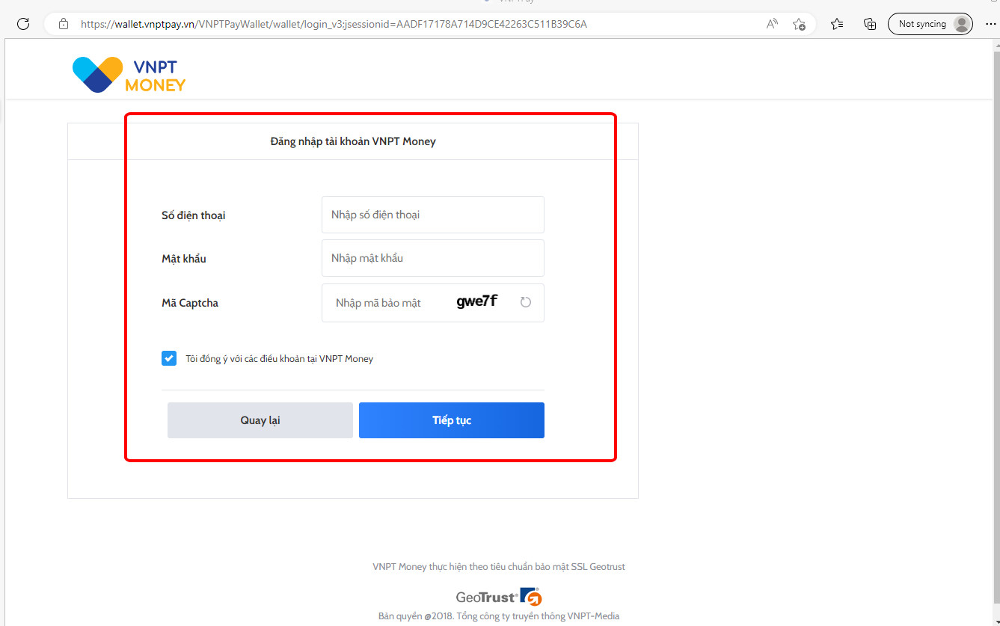 https://wallet.vnptpay.vn/VNPTPayWallet/wallet/login_v3;jsessionid=AADF17178A714D9CE42263C511B39C6A
Not syncing
VNPT
MONEY
Đăng nhập tài khoản VNPT Money
Số điện thoại
Nhập số điện thoại
Mật khẩu
Nhập mật khẩu
Mã Captcha
Nhập mã bảo mật
gwe7f
Tôi đồng ý với các điều khoản tại VNPT Money
Quay lại
Tiếp tục
VNPT Money thực hiện theo tiêu chuẩn bảo mật SSL Geotrust
GeoTrust
Bản quyền @2018. Tổng công ty truyền thông VNPT-Media